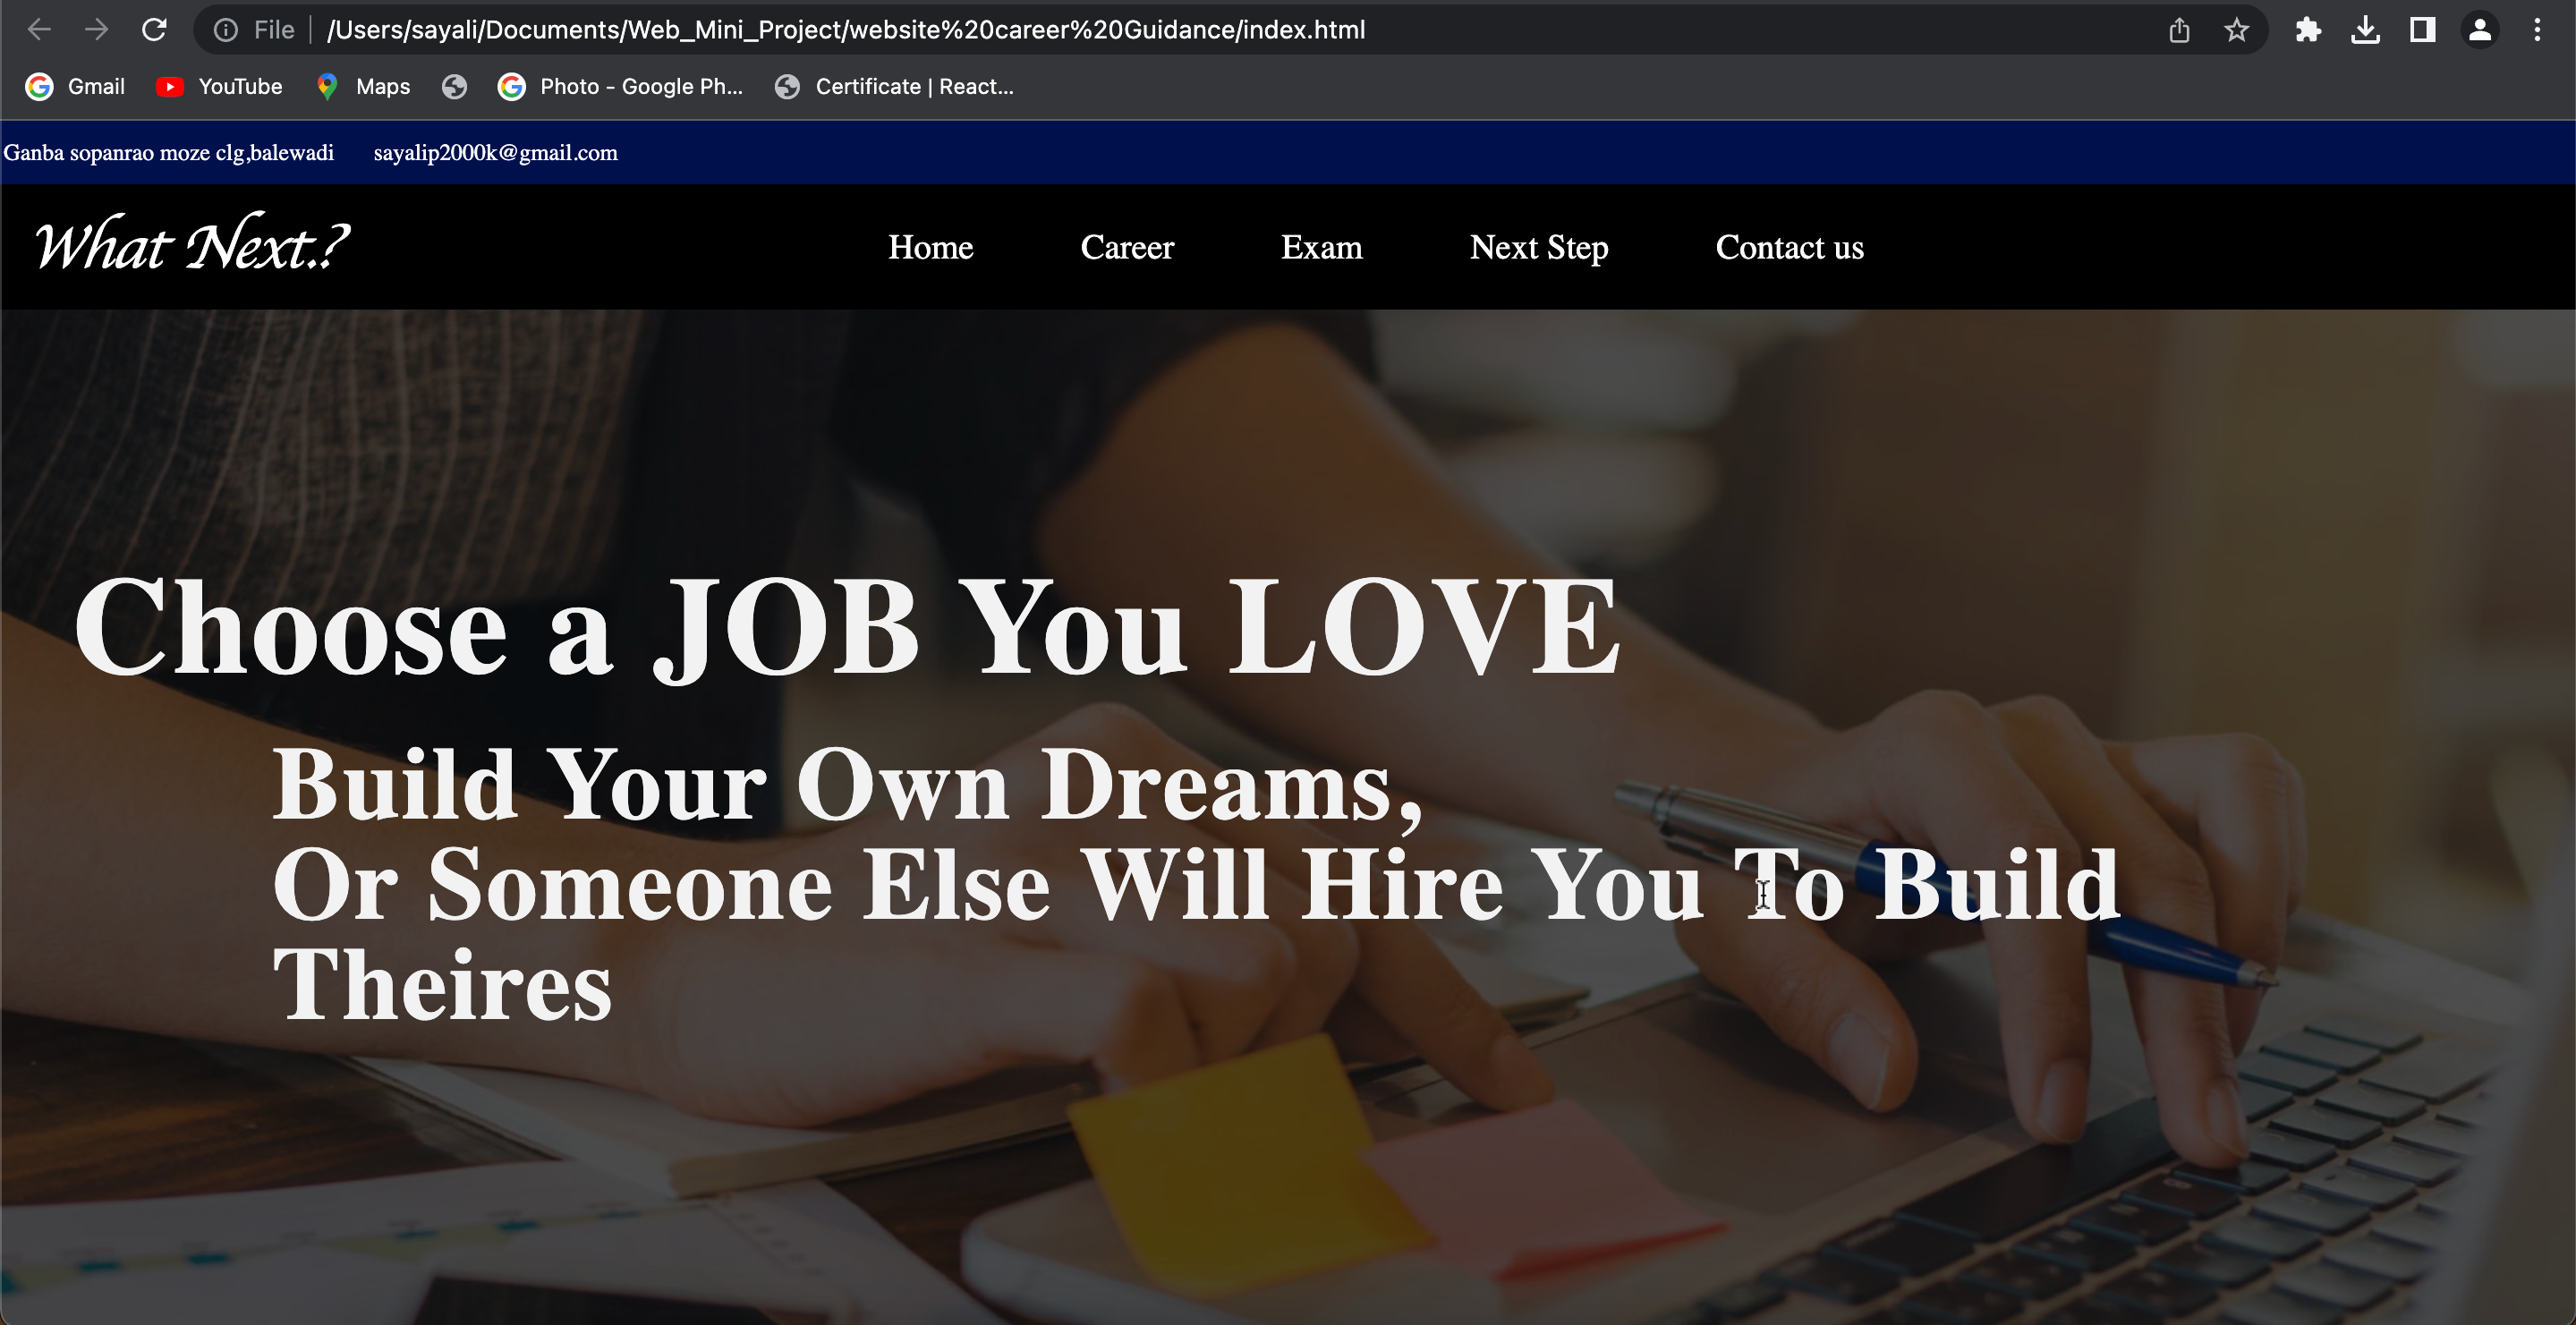 File /Users/sayali/Documents/Web_Mini_Project/website%20career%20Guidance/index.html
Gmail YouTube Maps Photo - Google Ph... Certificate | React...
Ganba sopanrao moze clg,balewadi sayalip2000k@gmail.com
What Next.? Home Career Exam Next Step Contact us
Choose a JOB You LOVE
Build Your Own Dreams,
Or Someone Else Will Hire You To Build
Theires